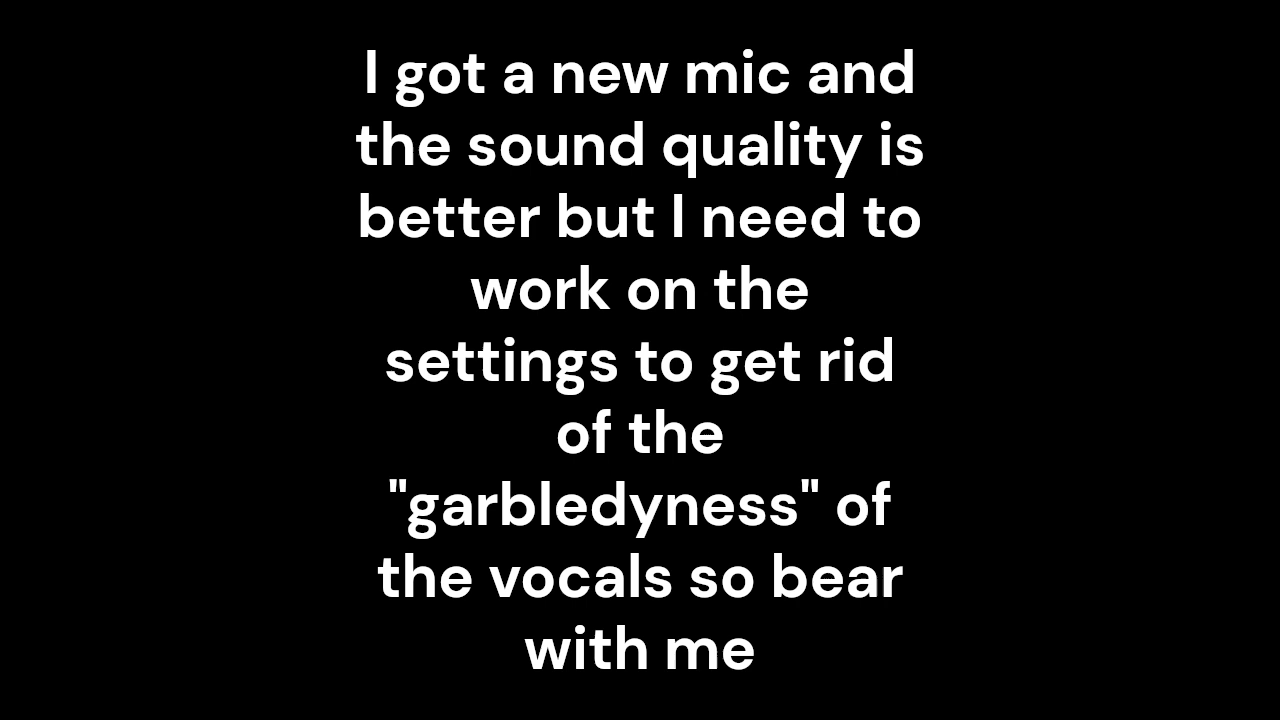 I got a new mic and
the sound quality is
better but I need to
work on the
settings to get rid
of the
"garbledyness" of
the vocals so bear
with me